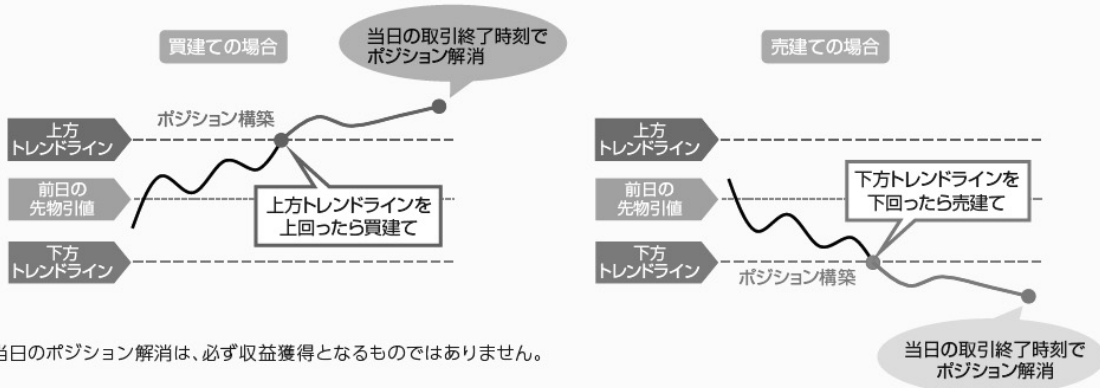 買建ての場合
当日の取引終了時刻で
ポジション解消
ポジション構築
上方
トレンドライン
前日の
先物引値
上方トレンドラインを
上回ったら買建て
下方
トレンドライン
売建ての場合
上方
トレンドライン
前日の
先物引値
下方トレンドラインを
下回ったら売建て
下方
トレンドライン
ポジション構築
当日の取引終了時刻で
ポジション解消
当日のポジション解消は、必ず収益獲得となるものではありません。